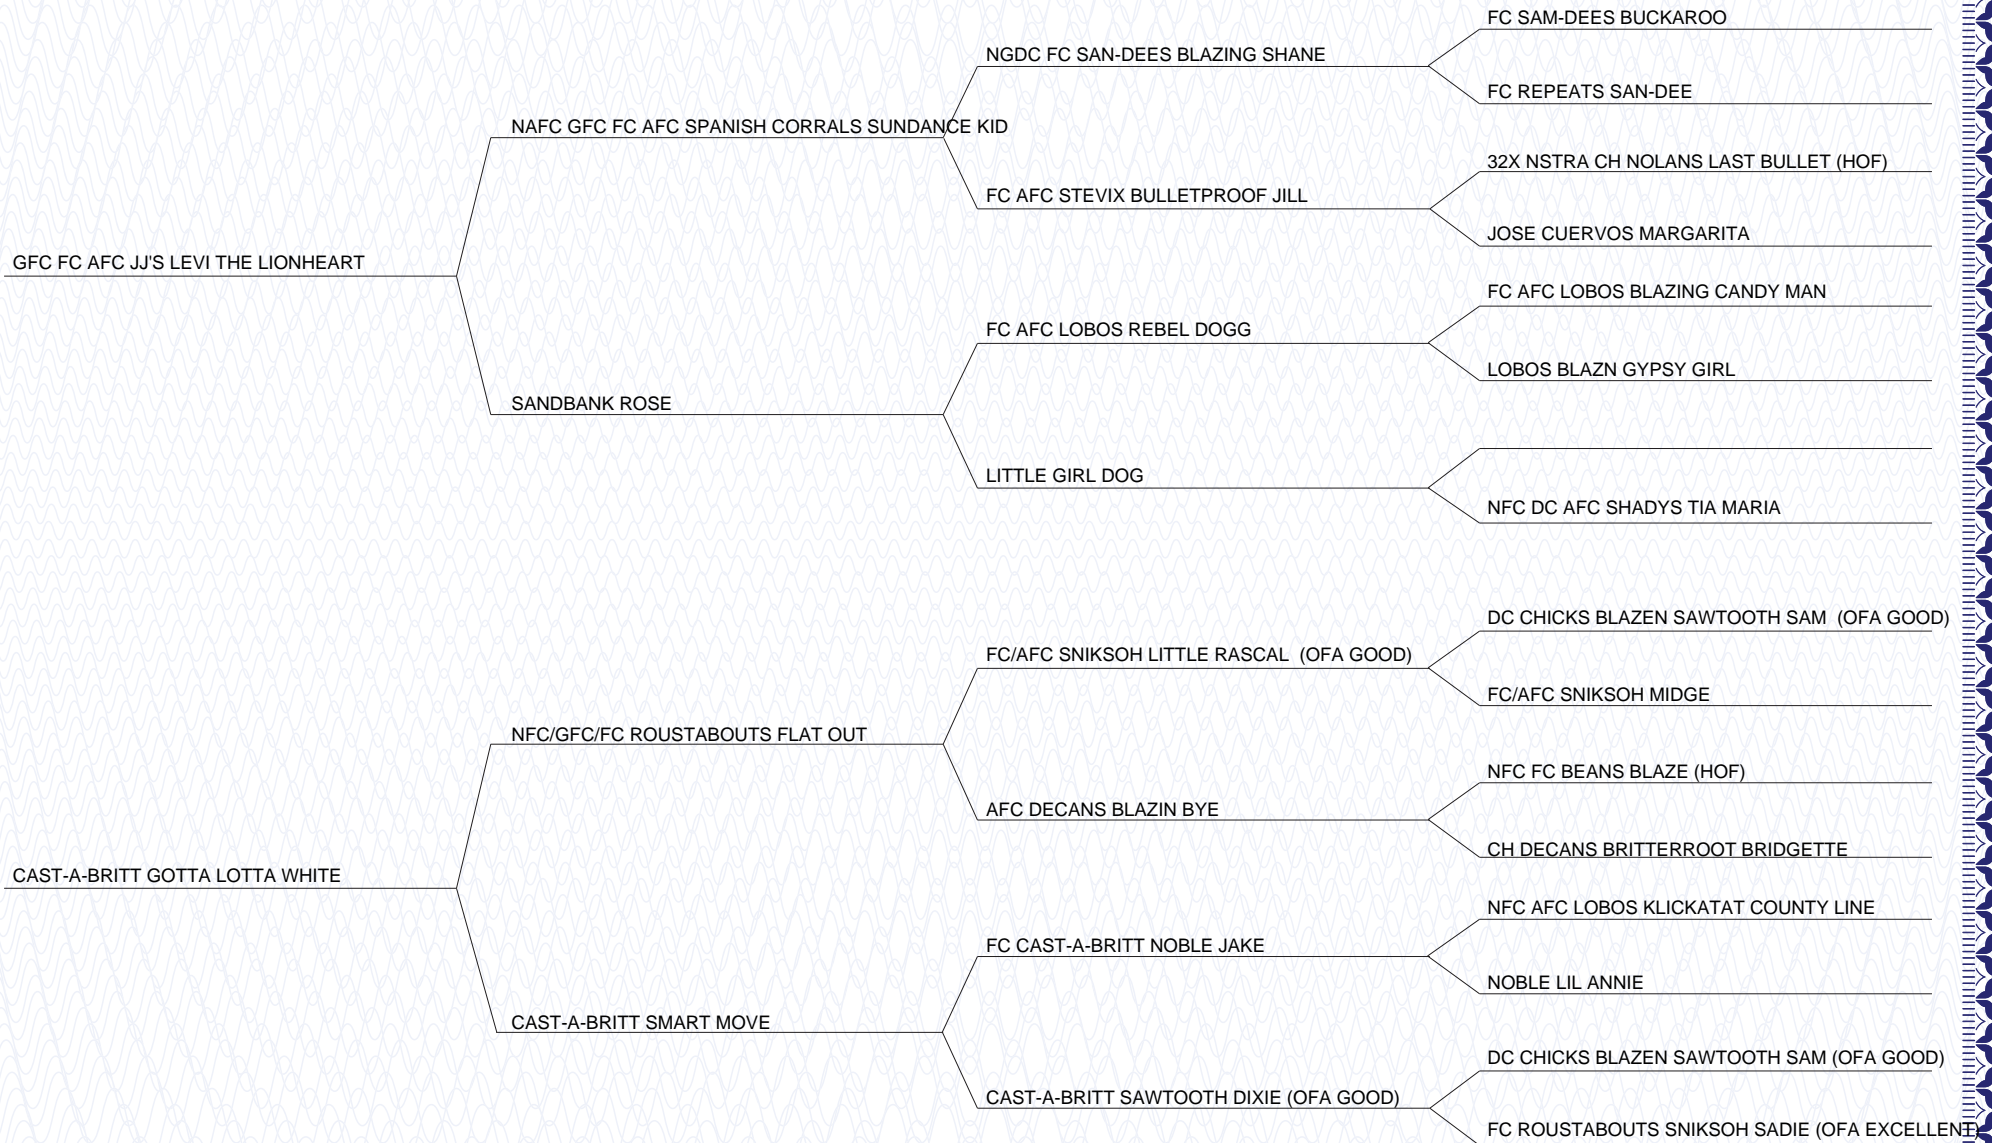 FC SAM-DEES BUCKAROO
NGDC FC SAN-DEES BLAZING SHANE
FC REPEATS SAN-DEE
NAFC GFC FC AFC SPANISH CORRALS SUNDANCE KID
32X NSTRA CH NOLANS LAST BULLET (HOF)
FC AFC STEVIX BULLETPROOF JILL
JOSE CUERVOS MARGARITA
GFC FC AFC JJ'S LEVI THE LIONHEART
FC AFC LOBOS BLAZING CANDY MAN
FC AFC LOBOS REBEL DOGG
LOBOS BLAZN GYPSY GIRL
SANDBANK ROSE
LITTLE GIRL DOG
NFC DC AFC SHADYS TIA MARIA
DC CHICKS BLAZEN SAWTOOTH SAM  (OFA GOOD)
FC/AFC SNIKSOH LITTLE RASCAL  (OFA GOOD)
FC/AFC SNIKSOH MIDGE
NFC/GFC/FC ROUSTABOUTS FLAT OUT
NFC FC BEANS BLAZE (HOF)
AFC DECANS BLAZIN BYE
CH DECANS BRITTERROOT BRIDGETTE
CAST-A-BRITT GOTTA LOTTA WHITE
NFC AFC LOBOS KLICKATAT COUNTY LINE
FC CAST-A-BRITT NOBLE JAKE
NOBLE LIL ANNIE
CAST-A-BRITT SMART MOVE
DC CHICKS BLAZEN SAWTOOTH SAM (OFA GOOD)
CAST-A-BRITT SAWTOOTH DIXIE (OFA GOOD)
FC ROUSTABOUTS SNIKSOH SADIE (OFA EXCELLENT)